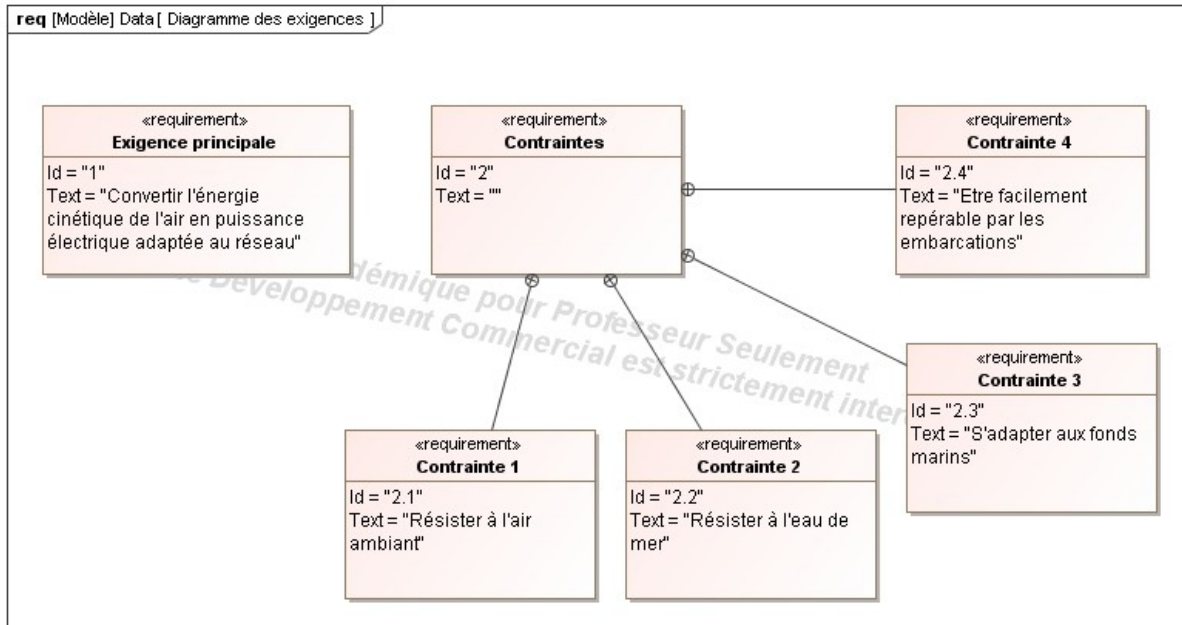 req [Modèle] Data [ Diagramme des exigences ]
«requirement»
Exigence principale
Id = "1"
Text = "Convertir l'énergie
cinétique de l'air en puissance
électrique adaptée au réseau"
«requirement»
Contraintes
Id = "2"
Text = ""
«requirement»
Contrainte 4
Id = "2.4"
Text = "Etre facilement
repérable par les
embarcations"
démique pour Professeur Seulement
Développement Commercial est strictement
«requirement»
Contrainte 3
Id = "2.3"
Text = "S'adapter aux fonds
marins"
«requirement»
Contrainte 1
Id = "2.1"
Text = "Résister à l'air
ambiant"
«requirement»
Contrainte 2
Id = "2.2"
Text = "Résister à l'eau de
mer"